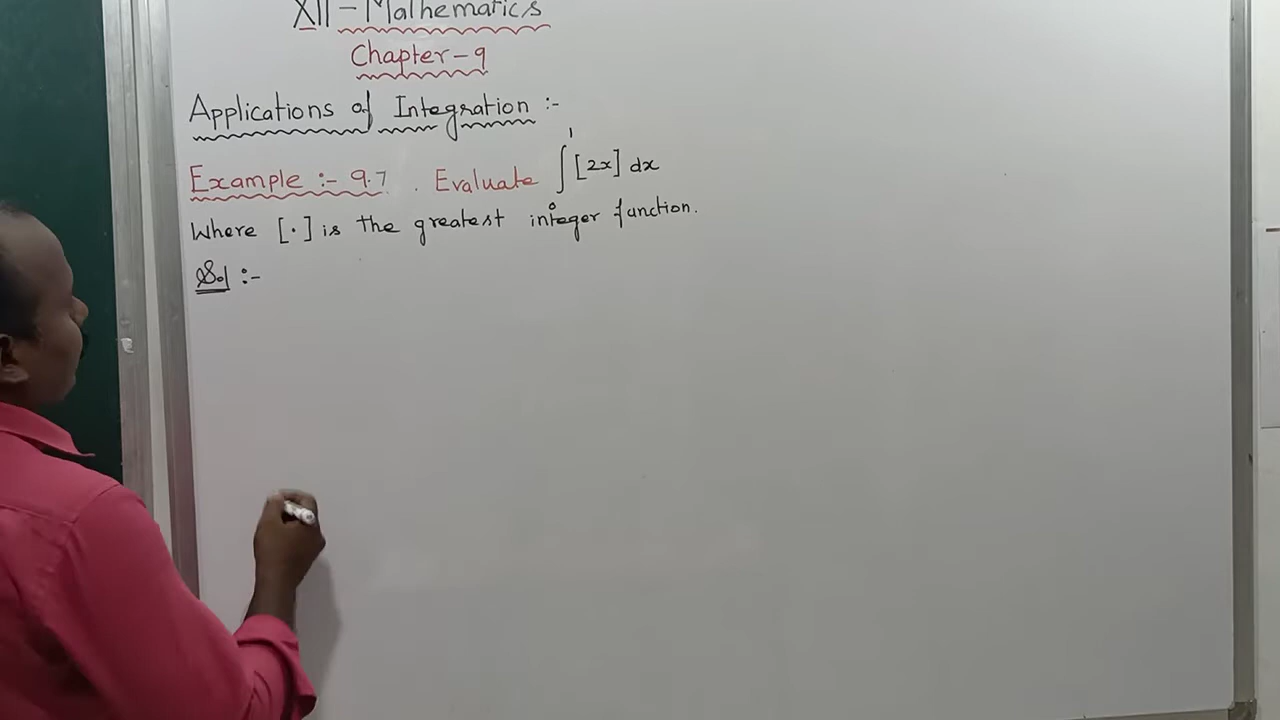 XII - Mathematics
Chapter - 9
Applications of Integration :-
Example :- 9.7 . Evaluate ∫₀¹ [2x] dx
Where [·] is the greatest integer function.
Sol :-